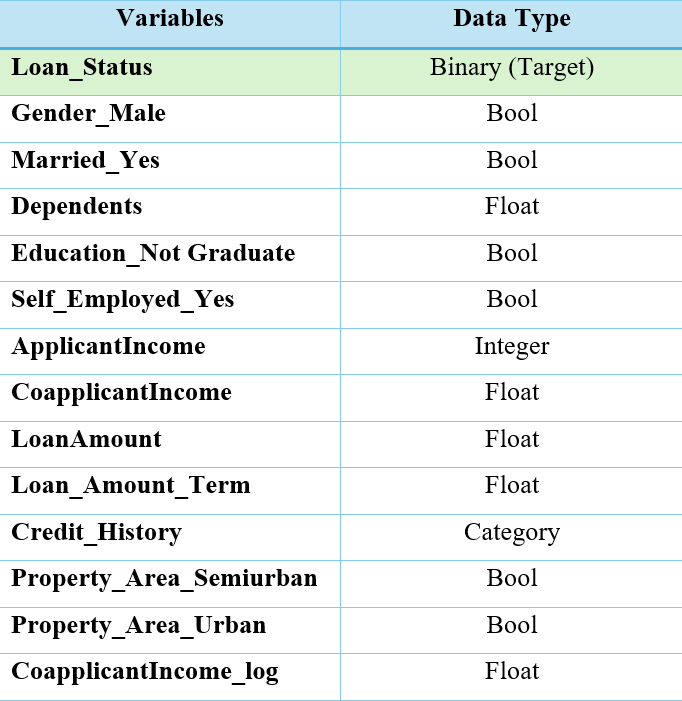 Variables Data Type
Loan_Status Binary (Target)
Gender_Male Bool
Married_Yes Bool
Dependents Float
Education_Not Graduate Bool
Self_Employed_Yes Bool
ApplicantIncome Integer
CoapplicantIncome Float
LoanAmount Float
Loan_Amount_Term Float
Credit_History Category
Property_Area_Semiurban Bool
Property_Area_Urban Bool
CoapplicantIncome_log Float